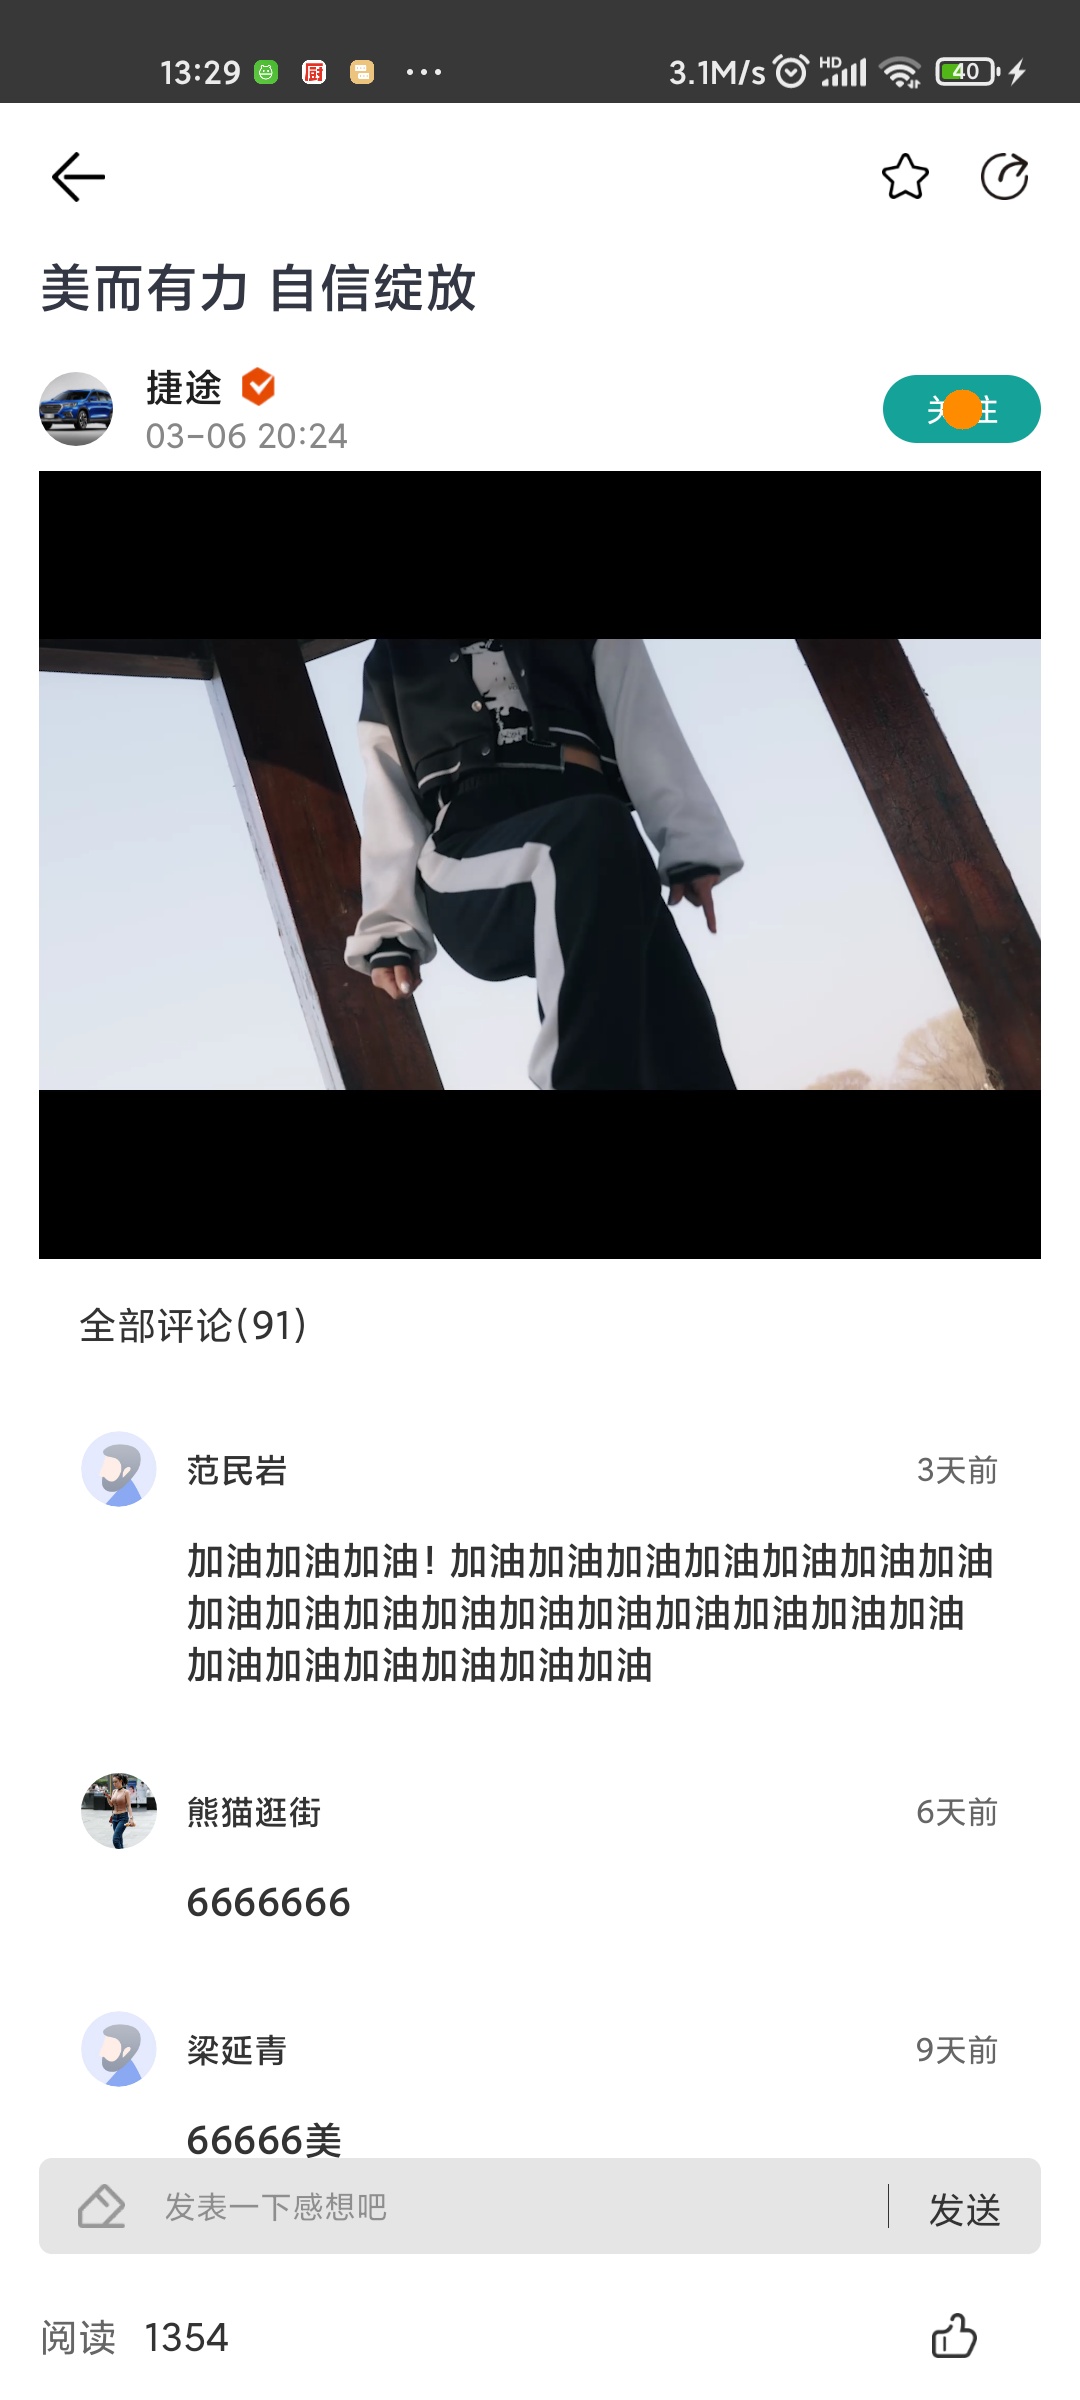 13:29
3.1M/s HD 40
美而有力 自信绽放
捷途
03-06 20:24
关注
全部评论(91)
范民岩 3天前
加油加油加油！加油加油加油加油加油加油加油
加油加油加油加油加油加油加油加油加油加油
加油加油加油加油加油加油
熊猫逛街 6天前
6666666
梁延青 9天前
66666美
发表一下感想吧 发送
阅读 1354